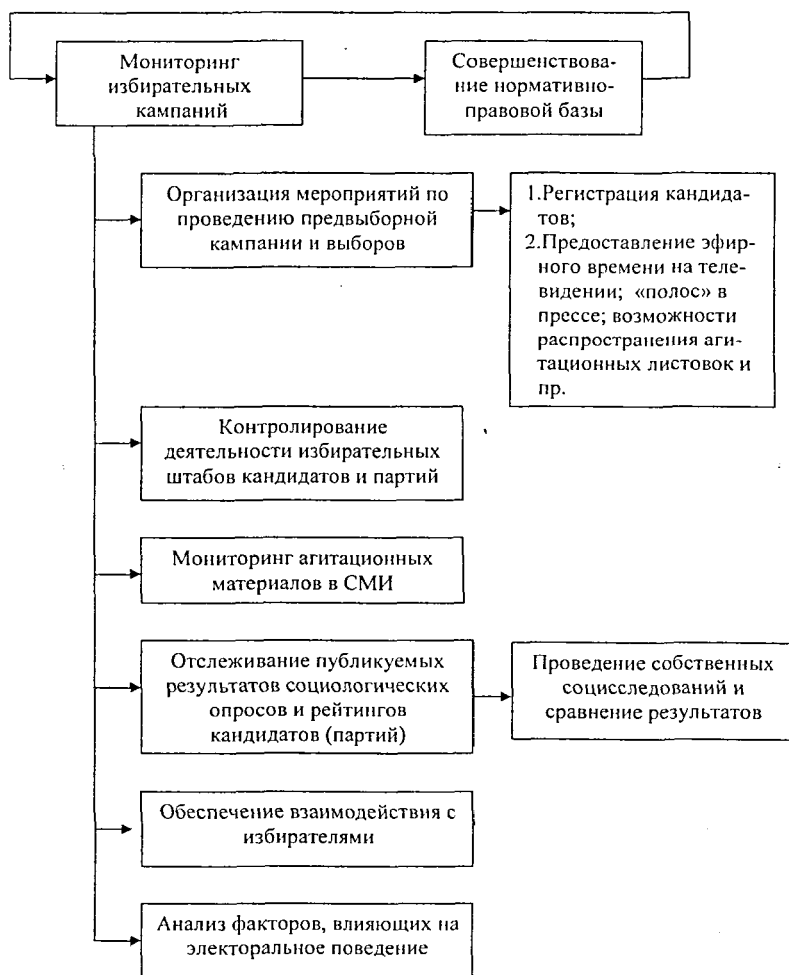 Мониторинг
избирательных
кампаний
Совершенствова-
ние нормативно-
правовой базы
Организация мероприятий по
проведению предвыборной
кампании и выборов
1.Регистрация кандида-
тов;
2.Предоставление эфир-
ного времени на теле-
видении; «полос» в
прессе; возможности
распространения аги-
тационных листовок и
пр.
Контролирование
деятельности избирательных
штабов кандидатов и партий
Мониторинг агитационных
материалов в СМИ
Отслеживание публикуемых
результатов социологических
опросов и рейтингов
кандидатов (партий)
Проведение собственных
социсследований и
сравнение результатов
Обеспечение взаимодействия с
избирателями
Анализ факторов, влияющих на
электоральное поведение